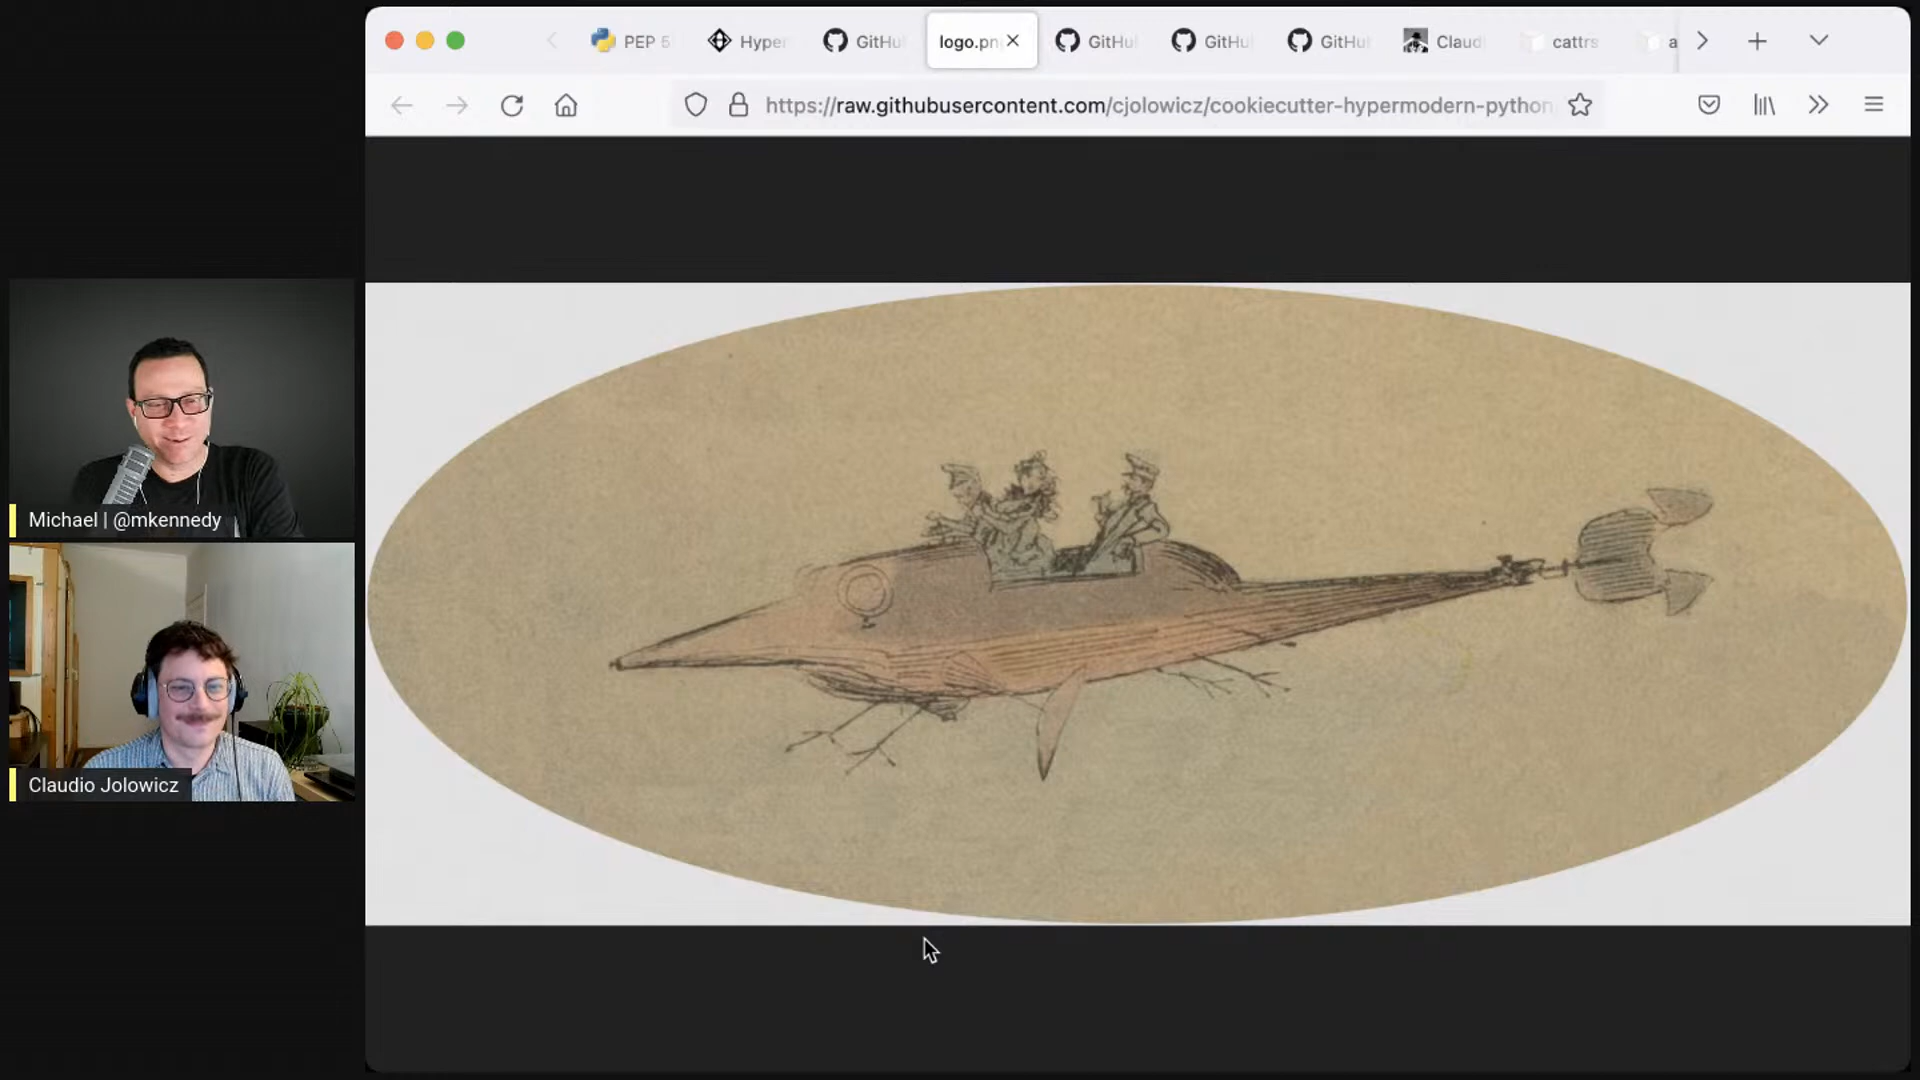 PEP 5
Hyper
GitHu
logo.pn
GitHu
GitHu
GitHu
Claud
cattrs
a
https://raw.githubusercontent.com/cjolowicz/cookiecutter-hypermodern-python
Michael | @mkennedy
Claudio Jolowicz